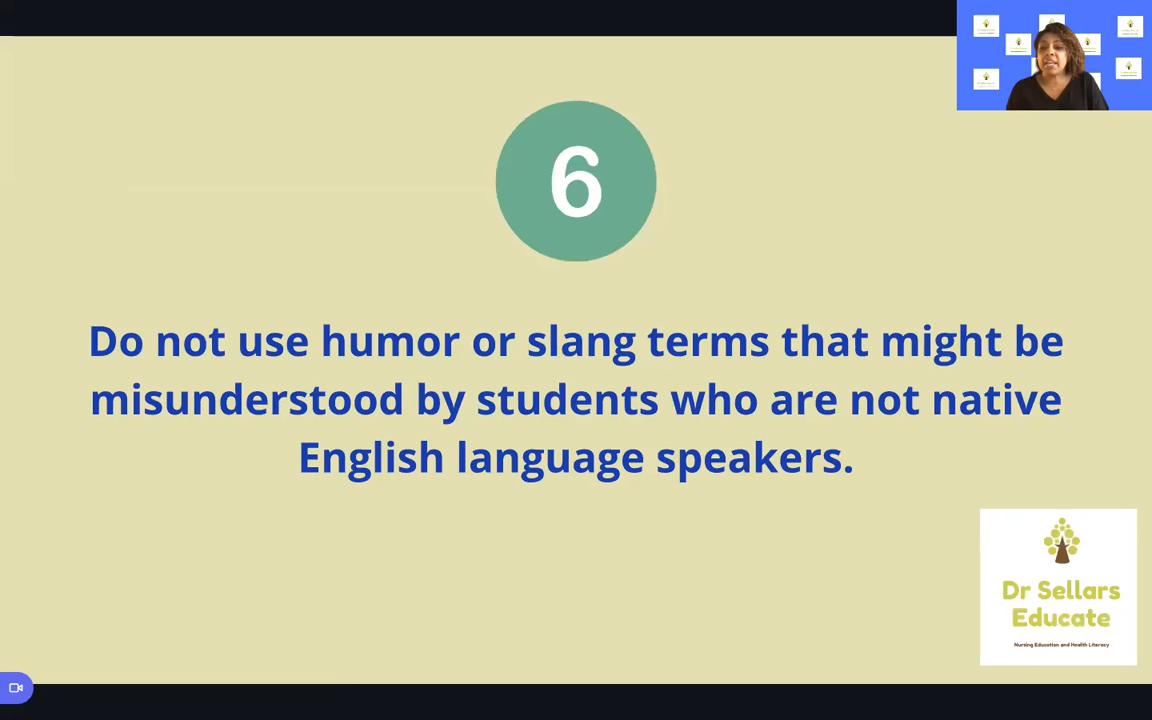 6
Do not use humor or slang terms that might be
misunderstood by students who are not native
English language speakers.
Dr Sellars
Educate
Nursing Education and Health Literacy